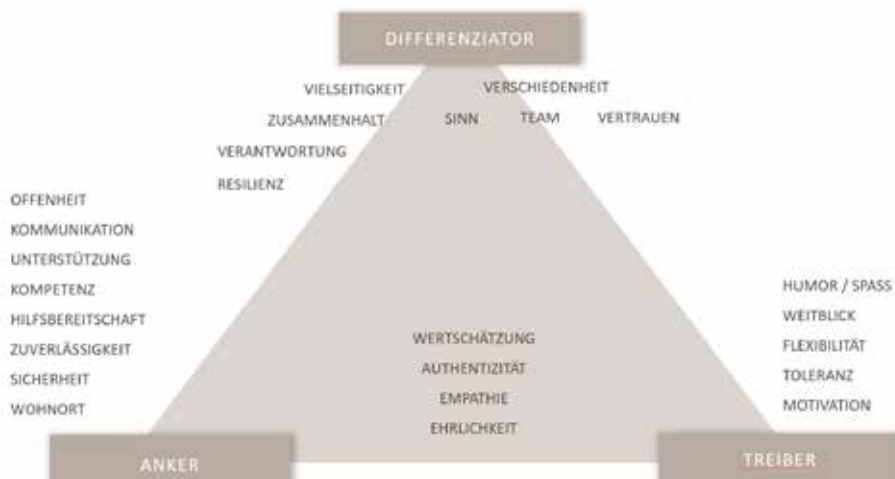 DIFFERENZIATOR
VIELSEITIGKEIT VERSCHIEDENHEIT
ZUSAMMENHALT SINN TEAM VERTRAUEN
VERANTWORTUNG
RESILIENZ
OFFENHEIT
KOMMUNIKATION
UNTERSTÜTZUNG
KOMPETENZ
HILFSBEREITSCHAFT
ZUVERLÄSSIGKEIT
SICHERHEIT
WOHNORT
WERTSCHÄTZUNG
AUTHENTIZITÄT
EMPATHIE
EHRLICHKEIT
HUMOR / SPASS
WEITBLICK
FLEXIBILITÄT
TOLERANZ
MOTIVATION
ANKER
TREIBER